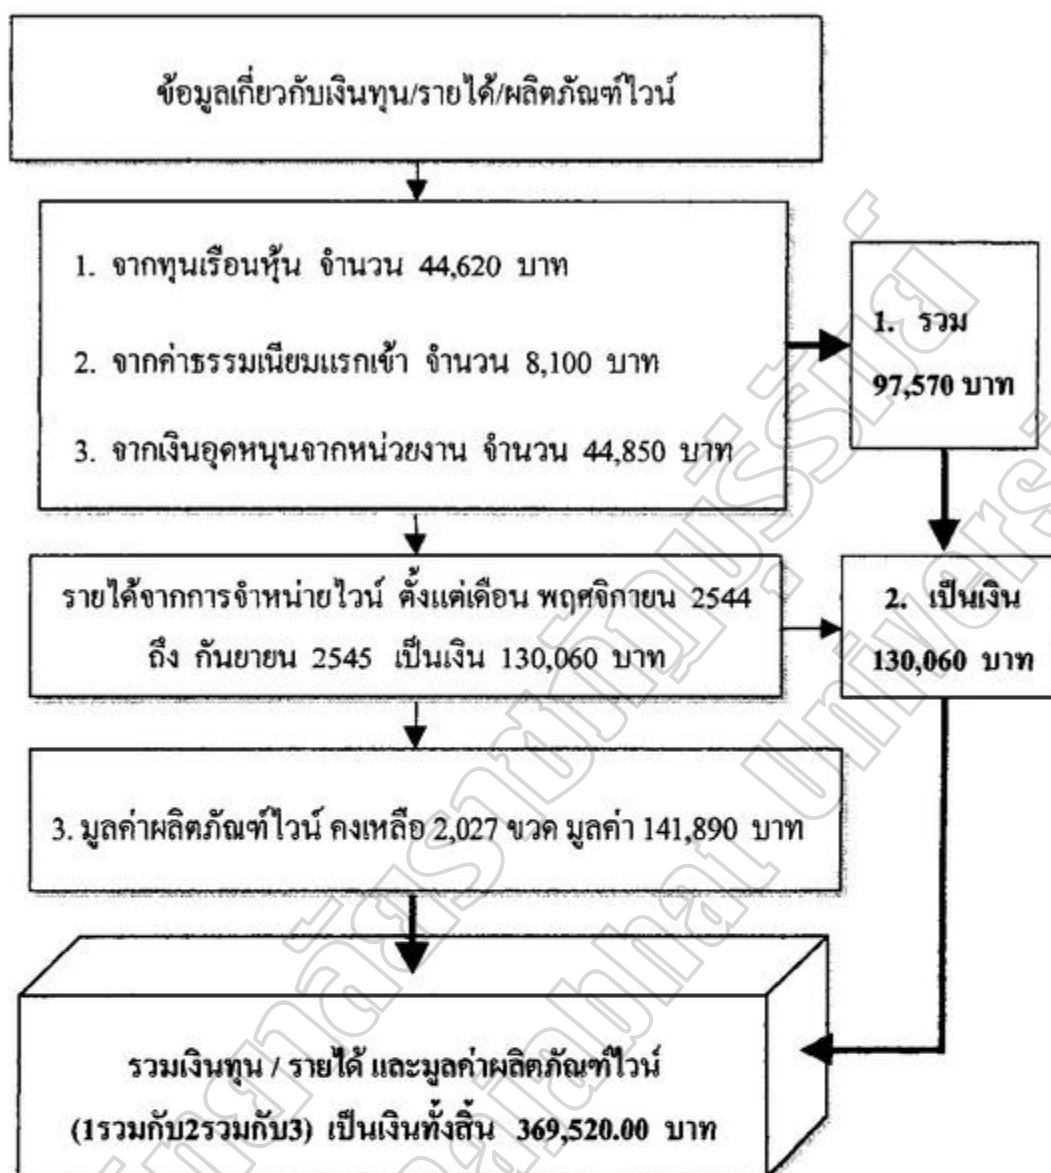 ข้อมูลเกี่ยวกับเงินทุน/รายได้/ผลิตภัณฑ์ไวน์
1. จากทุนเรือนหุ้น จำนวน 44,620 บาท
2. จากค่าธรรมเนียมแรกเข้า จำนวน 8,100 บาท
3. จากเงินอุดหนุนจากหน่วยงาน จำนวน 44,850 บาท
1. รวม
97,570 บาท
รายได้จากการจำหน่ายไวน์ ตั้งแต่เดือน พฤศจิกายน 2544
ถึง กันยายน 2545 เป็นเงิน 130,060 บาท
2. เป็นเงิน
130,060 บาท
3. มูลค่าผลิตภัณฑ์ไวน์ คงเหลือ 2,027 ขวด มูลค่า 141,890 บาท
รวมเงินทุน / รายได้ และมูลค่าผลิตภัณฑ์ไวน์
(1รวมกับ2รวมกับ3) เป็นเงินทั้งสิ้น 369,520.00 บาท